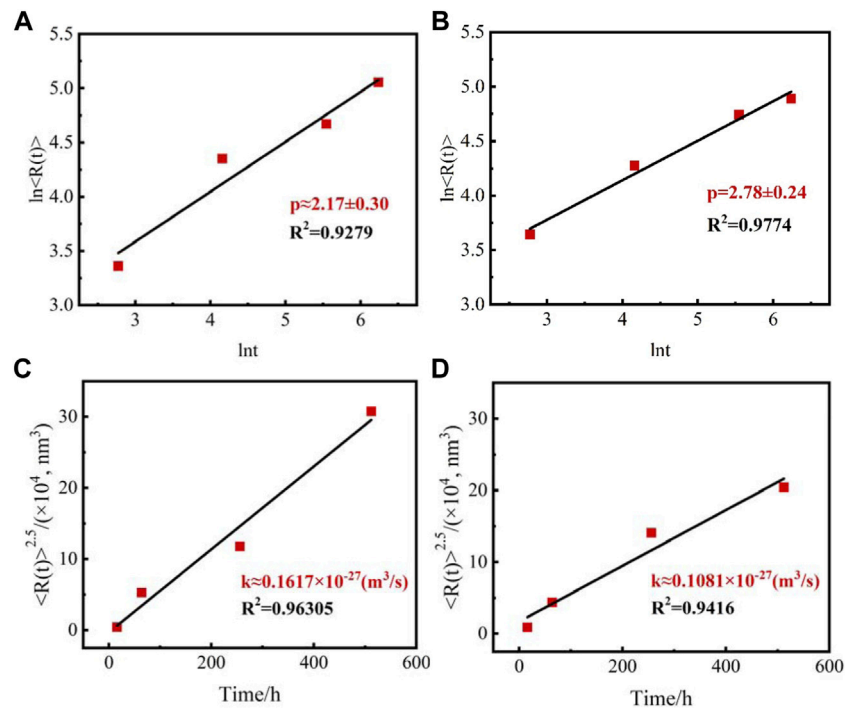 A
5.5
5.0
4.5
4.0
3.5
3.0
ln<R(t)>
p≈2.17±0.30
R²=0.9279
3 4 5 6
lnt
B
5.5
5.0
4.5
4.0
3.5
3.0
ln<R(t)>
p=2.78±0.24
R²=0.9774
3 4 5 6
lnt
C
30
20
10
0
<R(t)>^2.5/(×10⁴, nm³)
k≈0.1617×10⁻²⁷(m³/s)
R²=0.96305
0 200 400 600
Time/h
D
30
20
10
0
<R(t)>^2.5/(×10⁴, nm³)
k≈0.1081×10⁻²⁷(m³/s)
R²=0.9416
0 200 400 600
Time/h